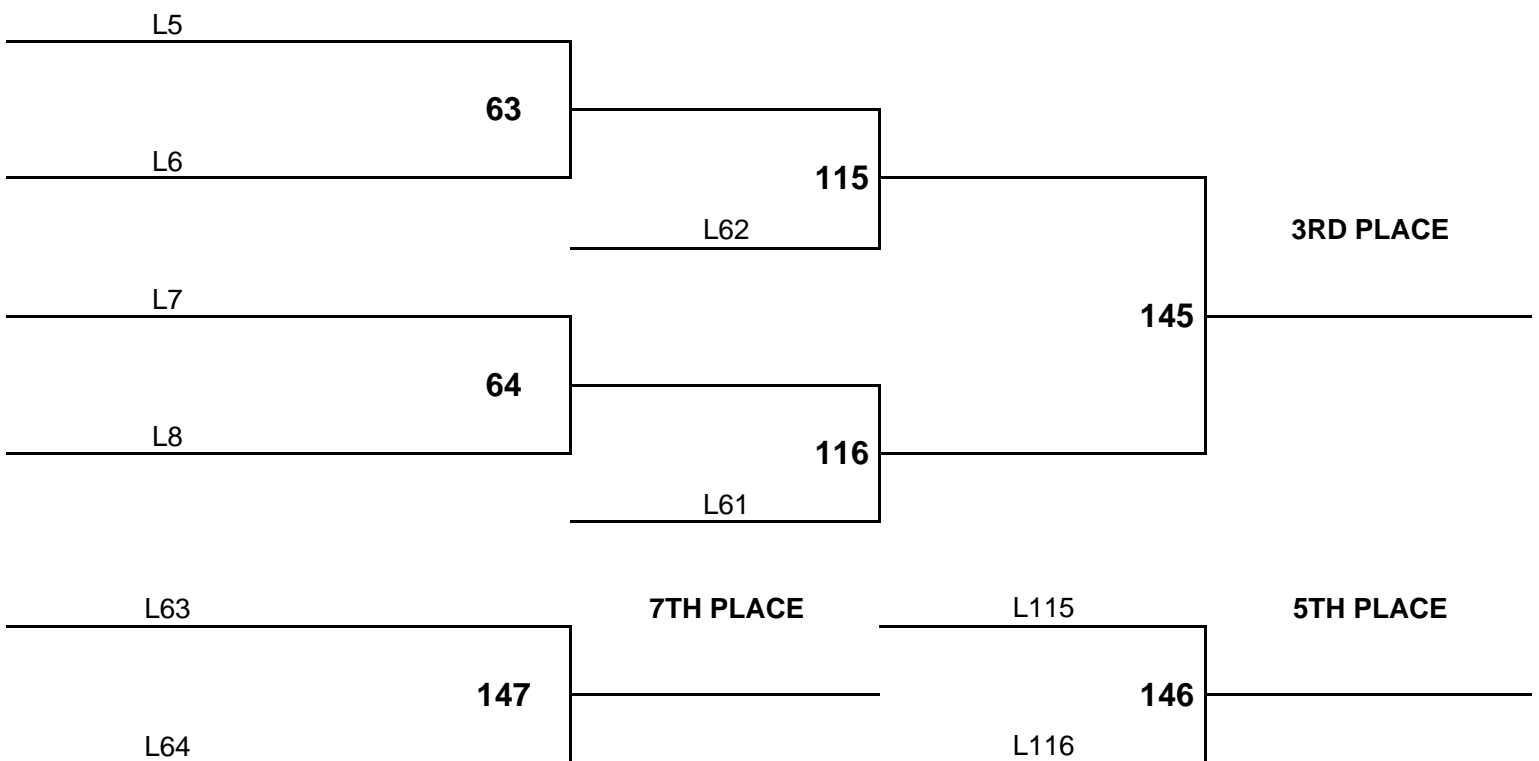 L5
63
L6
115
L62
3RD PLACE
L7
145
64
L8
116
L61
L63
7TH PLACE
L115
5TH PLACE
147
146
L64
L116